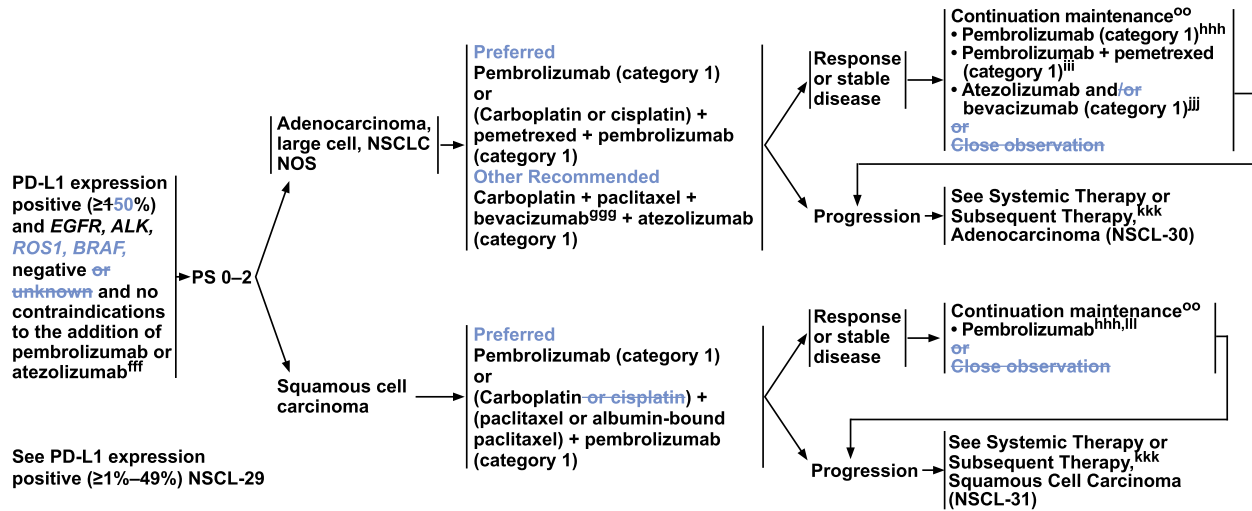 PD-L1 expression
positive (≥150%)
and EGFR, ALK,
ROS1, BRAF,
negative or
unknown and no
contraindications
to the addition of
pembrolizumab or
atezolizumabfff
See PD-L1 expression
positive (≥1%–49%) NSCL-29
PS 0–2
Adenocarcinoma,
large cell, NSCLC
NOS
Preferred
Pembrolizumab (category 1)
or
(Carboplatin or cisplatin) +
pemetrexed + pembrolizumab
(category 1)
Other Recommended
Carboplatin + paclitaxel +
bevacizumabggg + atezolizumab
(category 1)
Response
or stable
disease
Continuation maintenanceoo
• Pembrolizumab (category 1)hhh
• Pembrolizumab + pemetrexed
(category 1)iii
• Atezolizumab and/or
bevacizumab (category 1)jjj
or
Close observation
Progression
See Systemic Therapy or
Subsequent Therapy,kkk
Adenocarcinoma (NSCL-30)
Squamous cell
carcinoma
Preferred
Pembrolizumab (category 1)
or
(Carboplatin or cisplatin) +
(paclitaxel or albumin-bound
paclitaxel) + pembrolizumab
(category 1)
Response
or stable
disease
Continuation maintenanceoo
• Pembrolizumabhhh,lll
or
Close observation
Progression
See Systemic Therapy or
Subsequent Therapy,kkk
Squamous Cell Carcinoma
(NSCL-31)